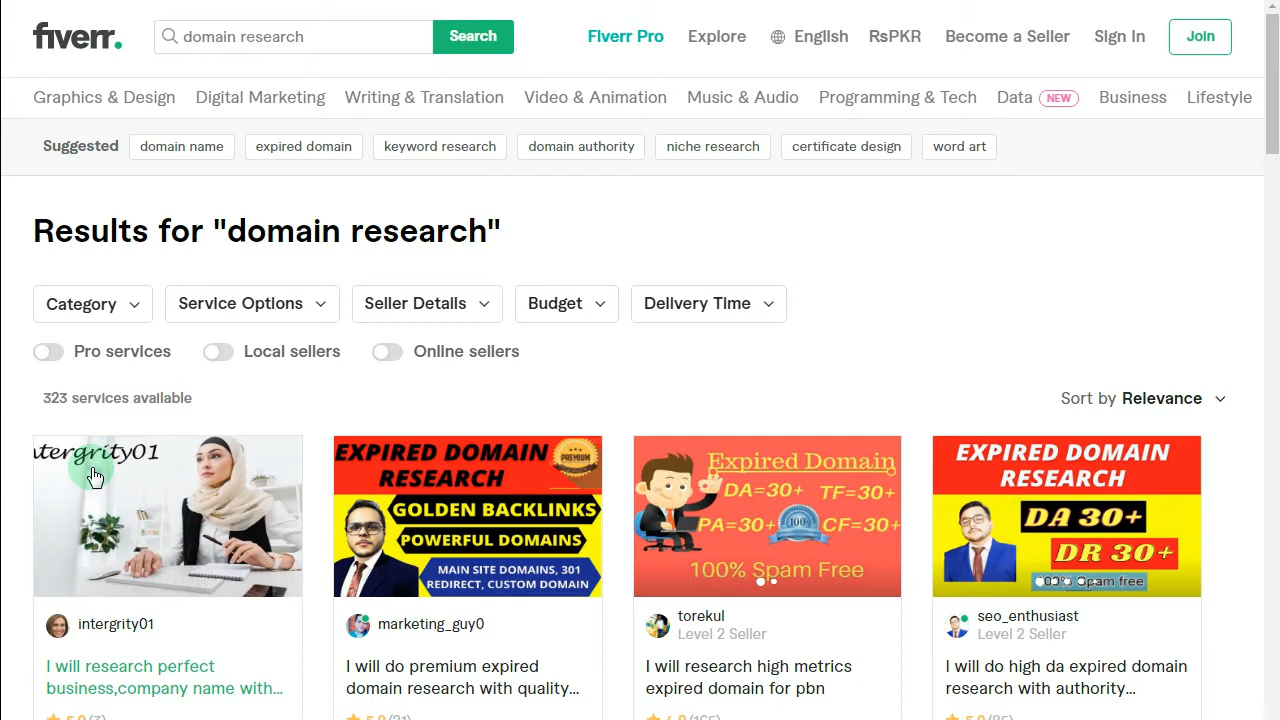 fiverr.
domain research
Search
Fiverr Pro
Explore
English
RsPKR
Become a Seller
Sign In
Join
Graphics & Design
Digital Marketing
Writing & Translation
Video & Animation
Music & Audio
Programming & Tech
Data NEW
Business
Lifestyle
Suggested
domain name
expired domain
keyword research
domain authority
niche research
certificate design
word art
Results for "domain research"
Category
Service Options
Seller Details
Budget
Delivery Time
Pro services
Local sellers
Online sellers
323 services available
Sort by Relevance
ntergrity01
intergrity01
I will research perfect
business,company name with...
EXPIRED DOMAIN
RESEARCH
PREMIUM
GOLDEN BACKLINKS
POWERFUL DOMAINS
MAIN SITE DOMAINS, 301
REDIRECT, CUSTOM DOMAIN
marketing_guy0
I will do premium expired
domain research with quality...
Expired Domain
DA=30+ TF=30+
PA=30+ CF=30+
100
100% Spam Free
torekul
Level 2 Seller
I will research high metrics
expired domain for pbn
EXPIRED DOMAIN
RESEARCH
DA 30+
DR 30+
100% Spam free
seo_enthusiast
Level 2 Seller
I will do high da expired domain
research with authority...